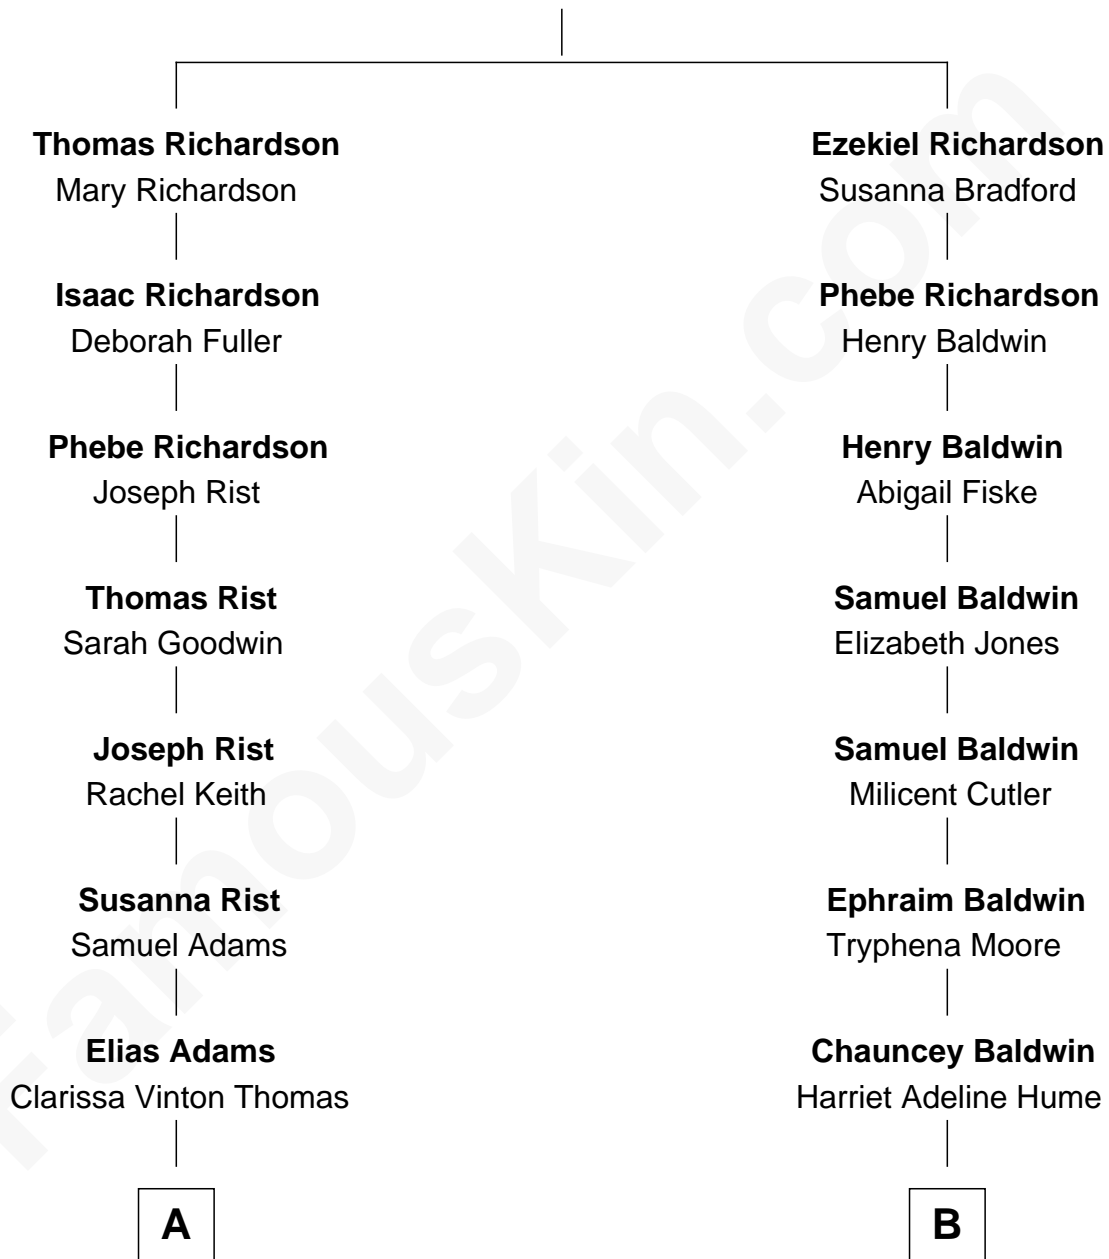 Thomas Richardson
Mary Richardson
Isaac Richardson
Deborah Fuller
Phebe Richardson
Joseph Rist
Thomas Rist
Sarah Goodwin
Joseph Rist
Rachel Keith
Susanna Rist
Samuel Adams
Elias Adams
Clarissa Vinton Thomas
A
Ezekiel Richardson
Susanna Bradford
Phebe Richardson
Henry Baldwin
Henry Baldwin
Abigail Fiske
Samuel Baldwin
Elizabeth Jones
Samuel Baldwin
Milicent Cutler
Ephraim Baldwin
Tryphena Moore
Chauncey Baldwin
Harriet Adeline Hume
B
FamousKin.com